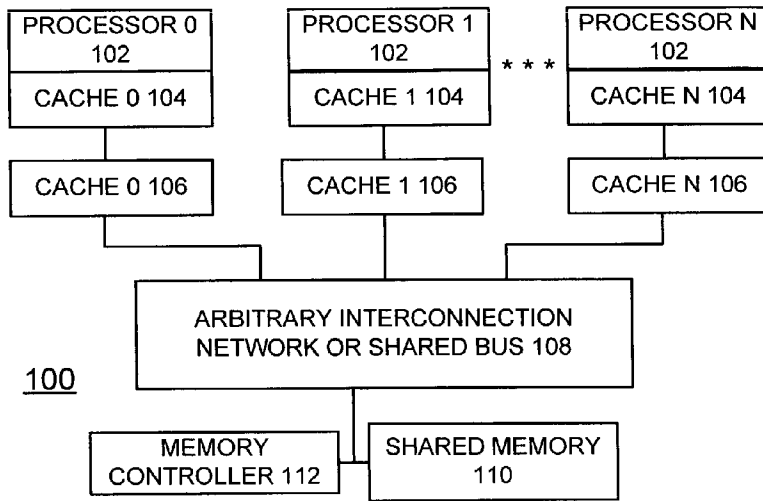 PROCESSOR 0
102
CACHE 0 104
CACHE 0 106
PROCESSOR 1
102
CACHE 1 104
CACHE 1 106
* * *
PROCESSOR N
102
CACHE N 104
CACHE N 106
ARBITRARY INTERCONNECTION
NETWORK OR SHARED BUS 108
100
MEMORY
CONTROLLER 112
SHARED MEMORY
110